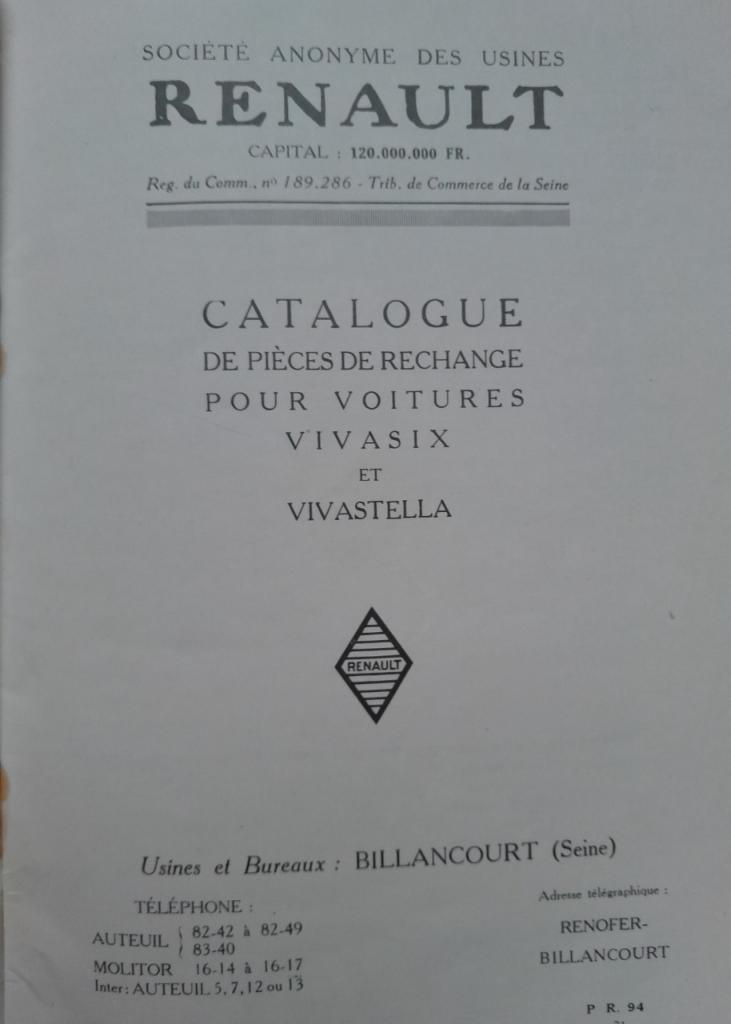 SOCIÉTÉ ANONYME DES USINES
RENAULT
CAPITAL : 120.000.000 FR.
Reg. du Comm., nº 189.286 - Trib. de Commerce de la Seine
CATALOGUE
DE PIÈCES DE RECHANGE
POUR VOITURES
VIVASIX
ET
VIVASTELLA
RENAULT
Usines et Bureaux : BILLANCOURT (Seine)
TÉLÉPHONE :
AUTEUIL { 82-42 à 82-49
83-40
MOLITOR 16-14 à 16-17
Inter : AUTEUIL 5, 7, 12 ou 13
Adresse télégraphique :
RENOFER-
BILLANCOURT
P R. 94